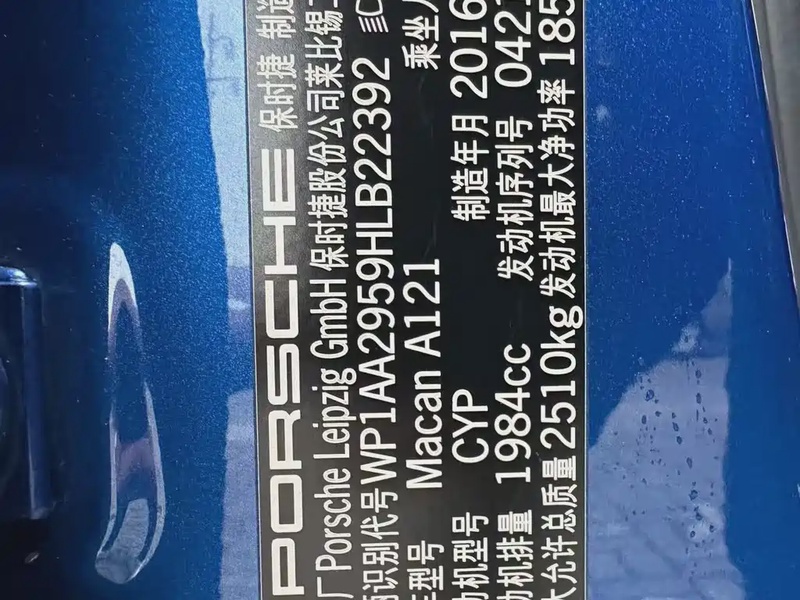 PORSCHE 保时捷 制造
厂 Porsche Leipzig GmbH 保时捷股份公司莱比锡工
识别代号 WP1AA2959HLB22392
型号 Macan A121 乘坐
动机型号 CYP 制造年月 2016
动机排量 1984cc 发动机序列号 0421
大允许总质量 2510kg 发动机最大净功率 185